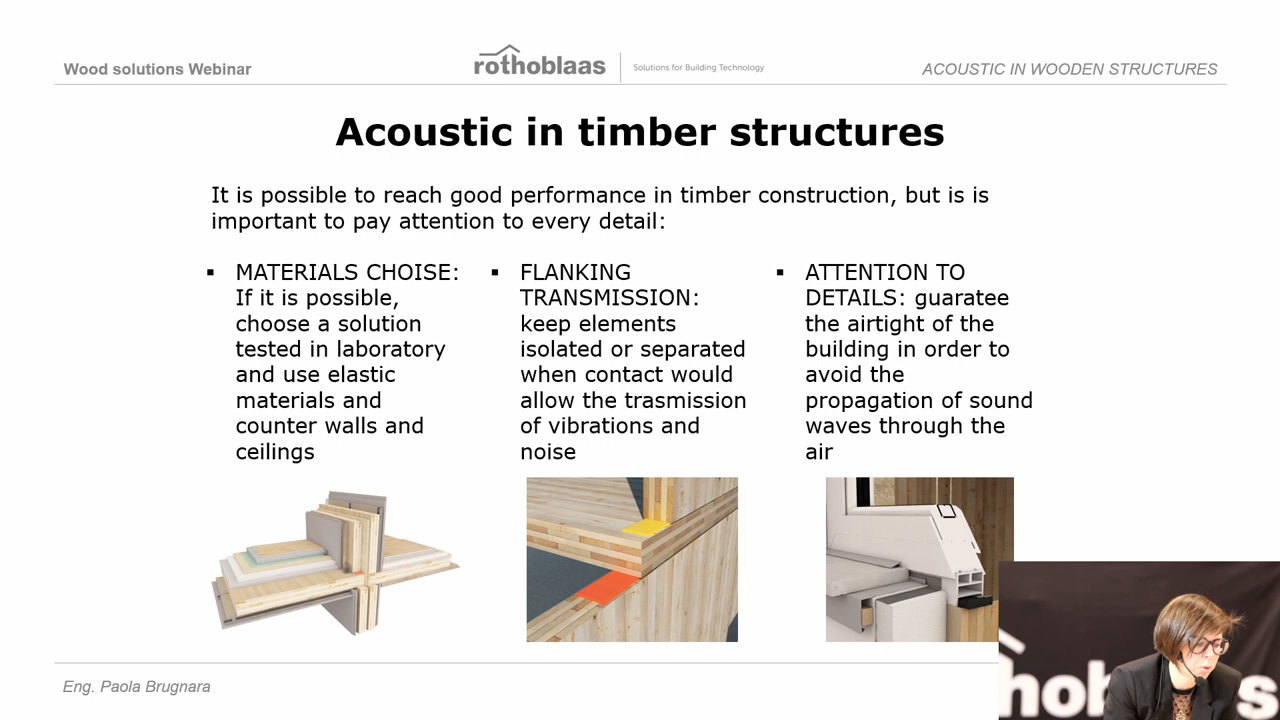 Wood solutions Webinar
rothoblaas
Solutions for Building Technology
ACOUSTIC IN WOODEN STRUCTURES
Acoustic in timber structures
It is possible to reach good performance in timber construction, but is is
important to pay attention to every detail:
▪ MATERIALS CHOISE:
If it is possible,
choose a solution
tested in laboratory
and use elastic
materials and
counter walls and
ceilings
▪ FLANKING
TRANSMISSION:
keep elements
isolated or separated
when contact would
allow the trasmission
of vibrations and
noise
▪ ATTENTION TO
DETAILS: guaratee
the airtight of the
building in order to
avoid the
propagation of sound
waves through the
air
Eng. Paola Brugnara